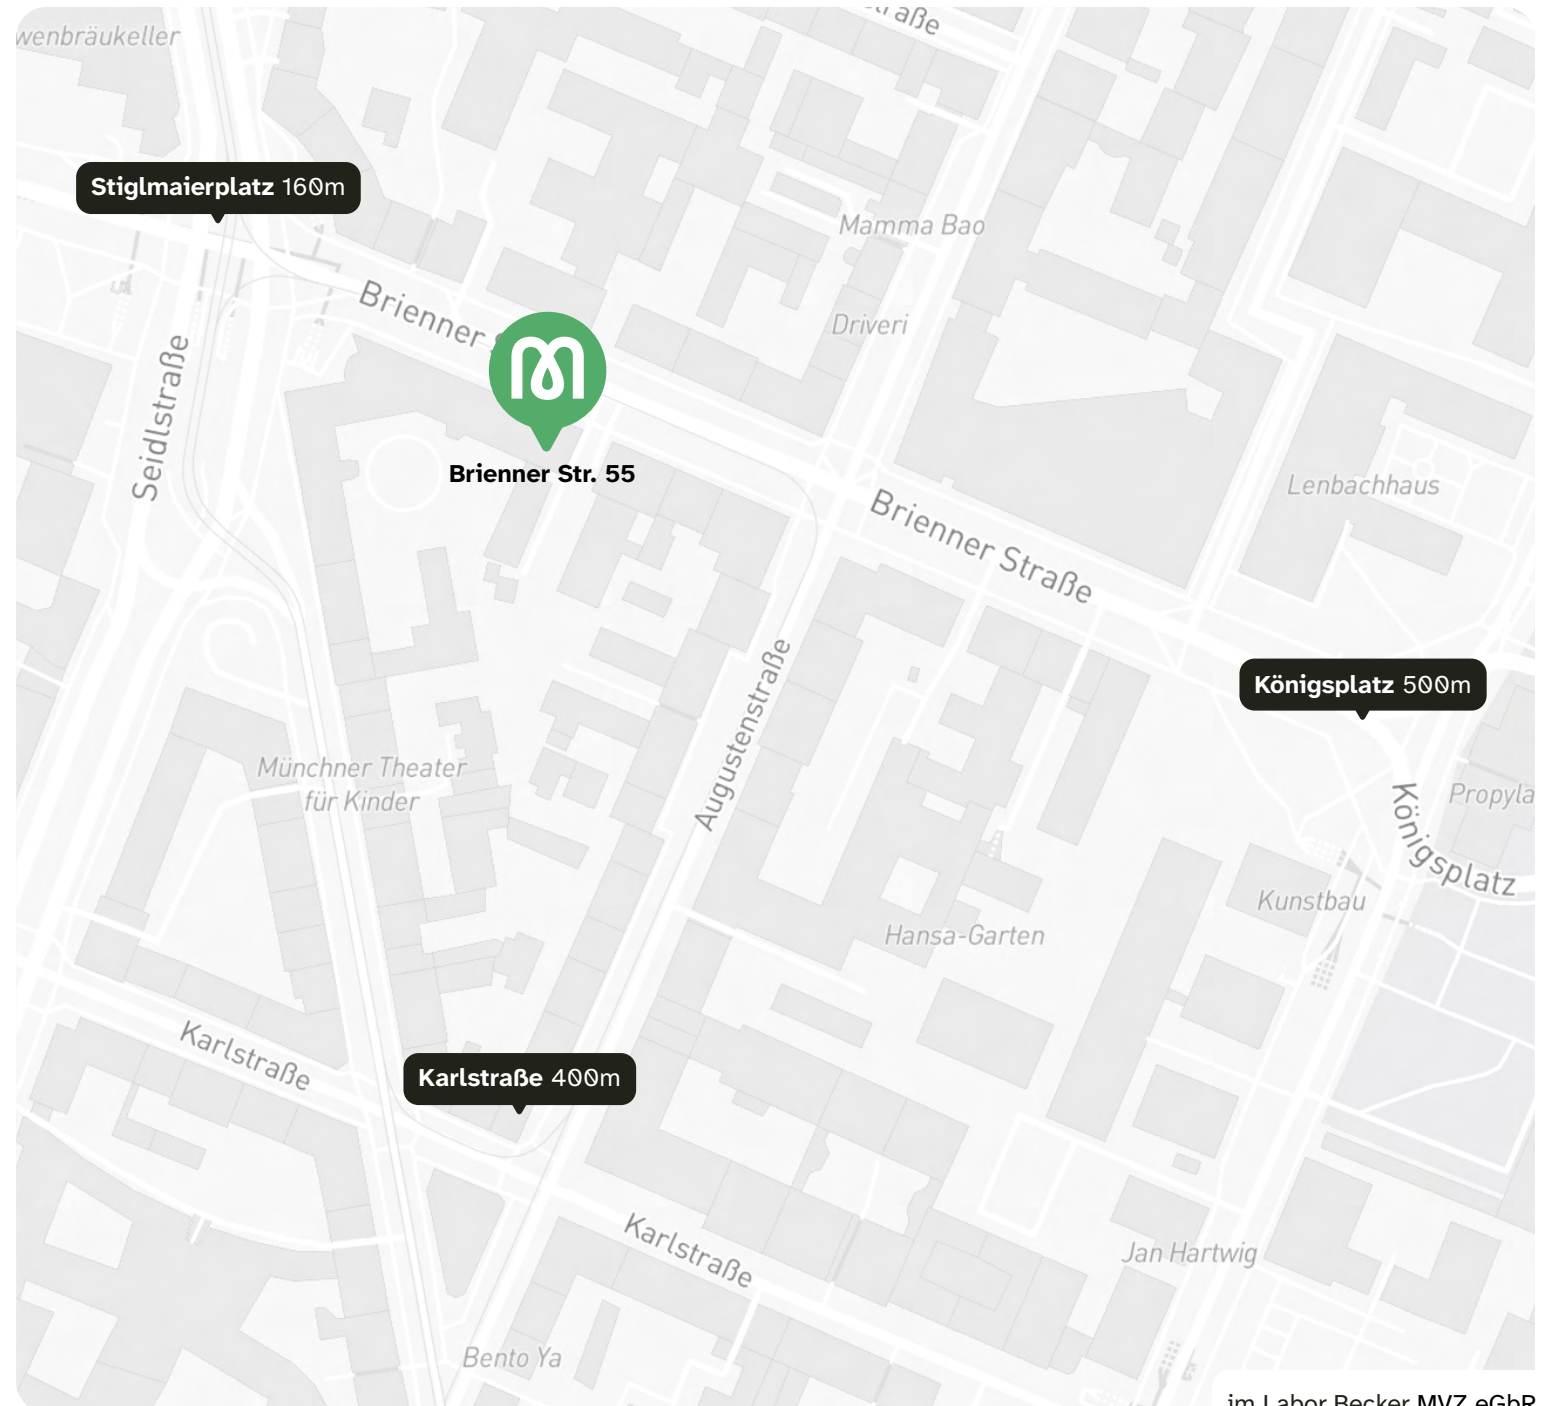 wenbräukeller
raße
Stiglmaierplatz 160m
Mamma Bao
Brienner
Driveri
Seidlstraße
Brienner Str. 55
Lenbachhaus
Brienner Straße
Augustenstraße
Königsplatz 500m
Münchner Theater
für Kinder
Königsplatz
Propyla
Kunstbau
Hansa-Garten
Karlstraße
Karlstraße 400m
Karlstraße
Jan Hartwig
Bento Ya
im Labor Becker MVZ eGbR